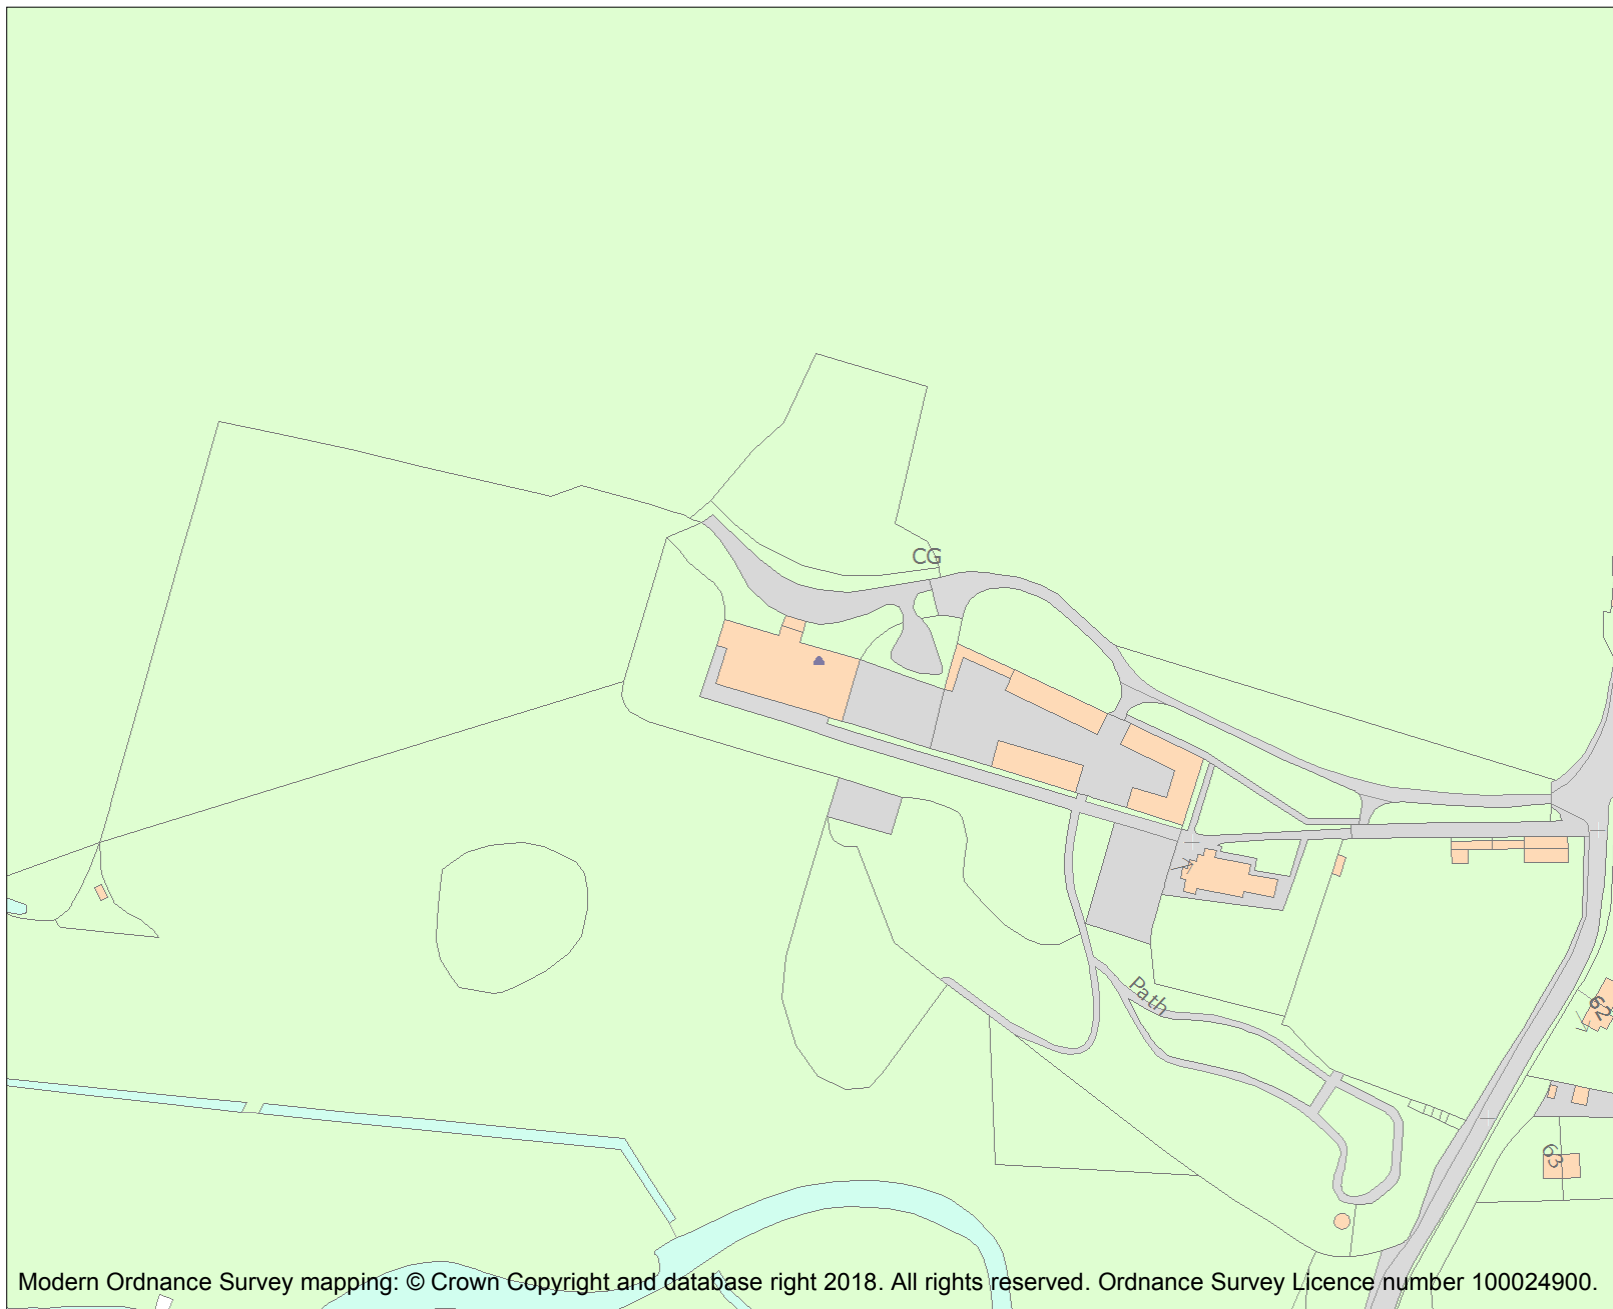 CG
Path
62
63
Modern Ordnance Survey mapping: © Crown Copyright and database right 2018. All rights reserved. Ordnance Survey Licence number 100024900.